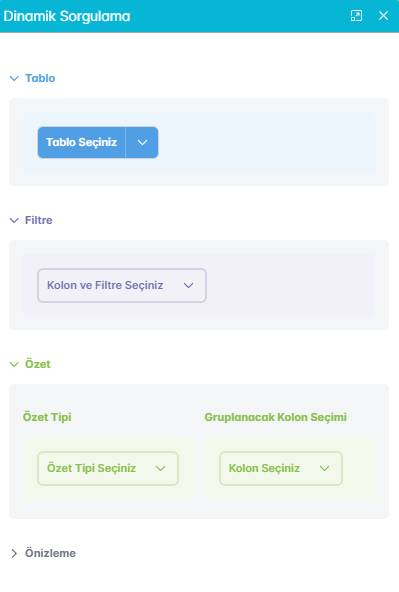 Dinamik Sorgulama
Tablo
Tablo Seçiniz
Filtre
Kolon ve Filtre Seçiniz
Özet
Özet Tipi
Gruplanacak Kolon Seçimi
Özet Tipi Seçiniz
Kolon Seçiniz
Önizleme